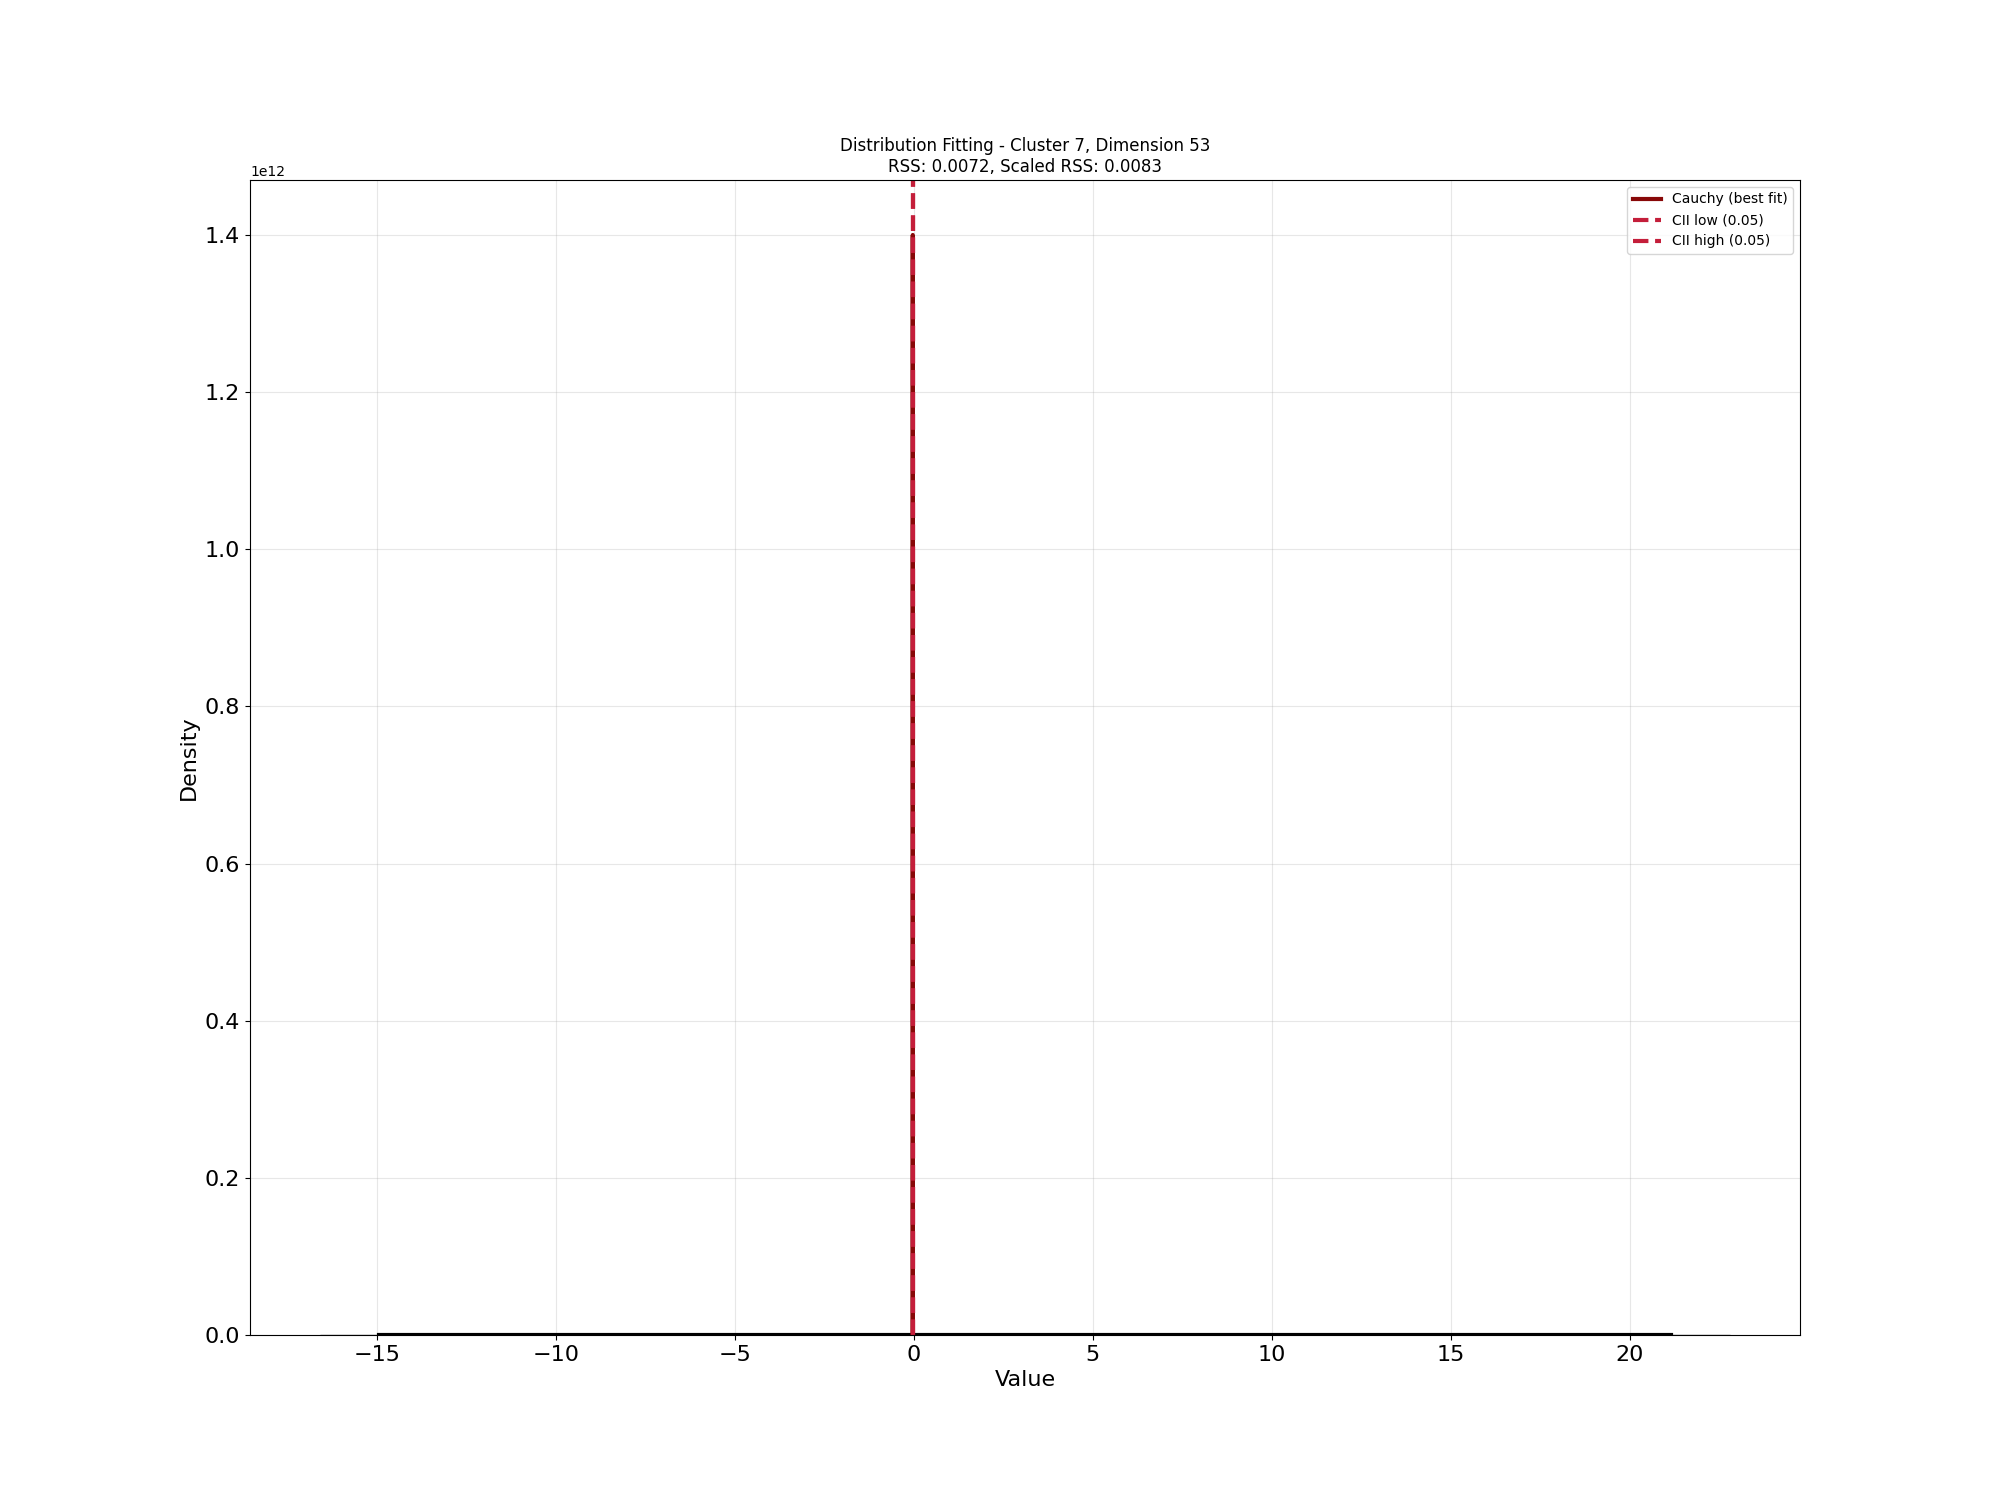 Distribution Fitting - Cluster 7, Dimension 53
RSS: 0.0072, Scaled RSS: 0.0083
1e12
Cauchy (best fit)
CII low (0.05)
CII high (0.05)
1.4
1.2
1.0
0.8
0.6
0.4
0.2
0.0
Density
−15 −10 −5 0 5 10 15 20
Value